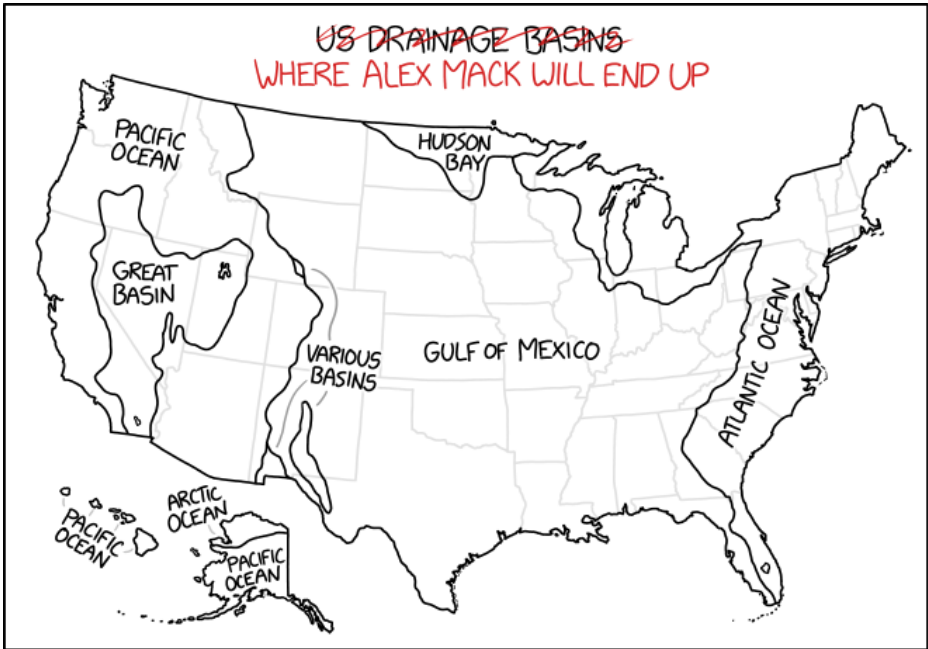 US DRAINAGE BASINS
WHERE ALEX MACK WILL END UP
PACIFIC
OCEAN
HUDSON
BAY
GREAT
BASIN
VARIOUS
BASINS
GULF OF MEXICO
ATLANTIC OCEAN
PACIFIC
OCEAN
ARCTIC
OCEAN
PACIFIC
OCEAN